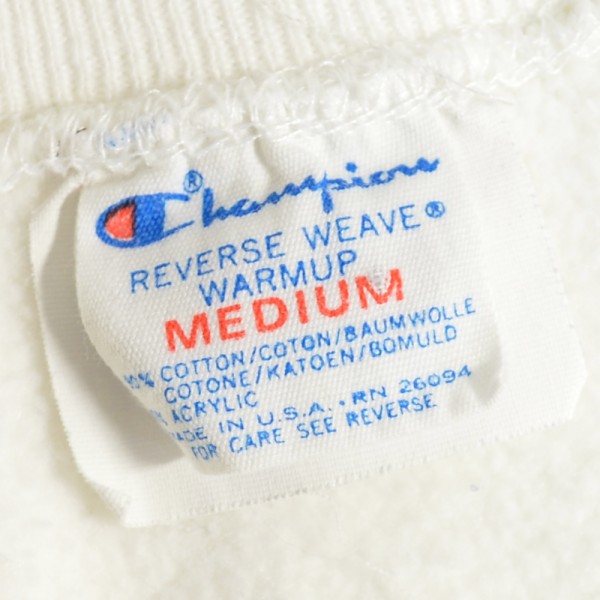 Champion®
REVERSE WEAVE®
WARMUP
MEDIUM
% COTTON/COTON/BAUMWOLLE
COTONE/KATOEN/BOMULD
ACRYLIC
MADE IN U.S.A. • RN 26094
FOR CARE SEE REVERSE